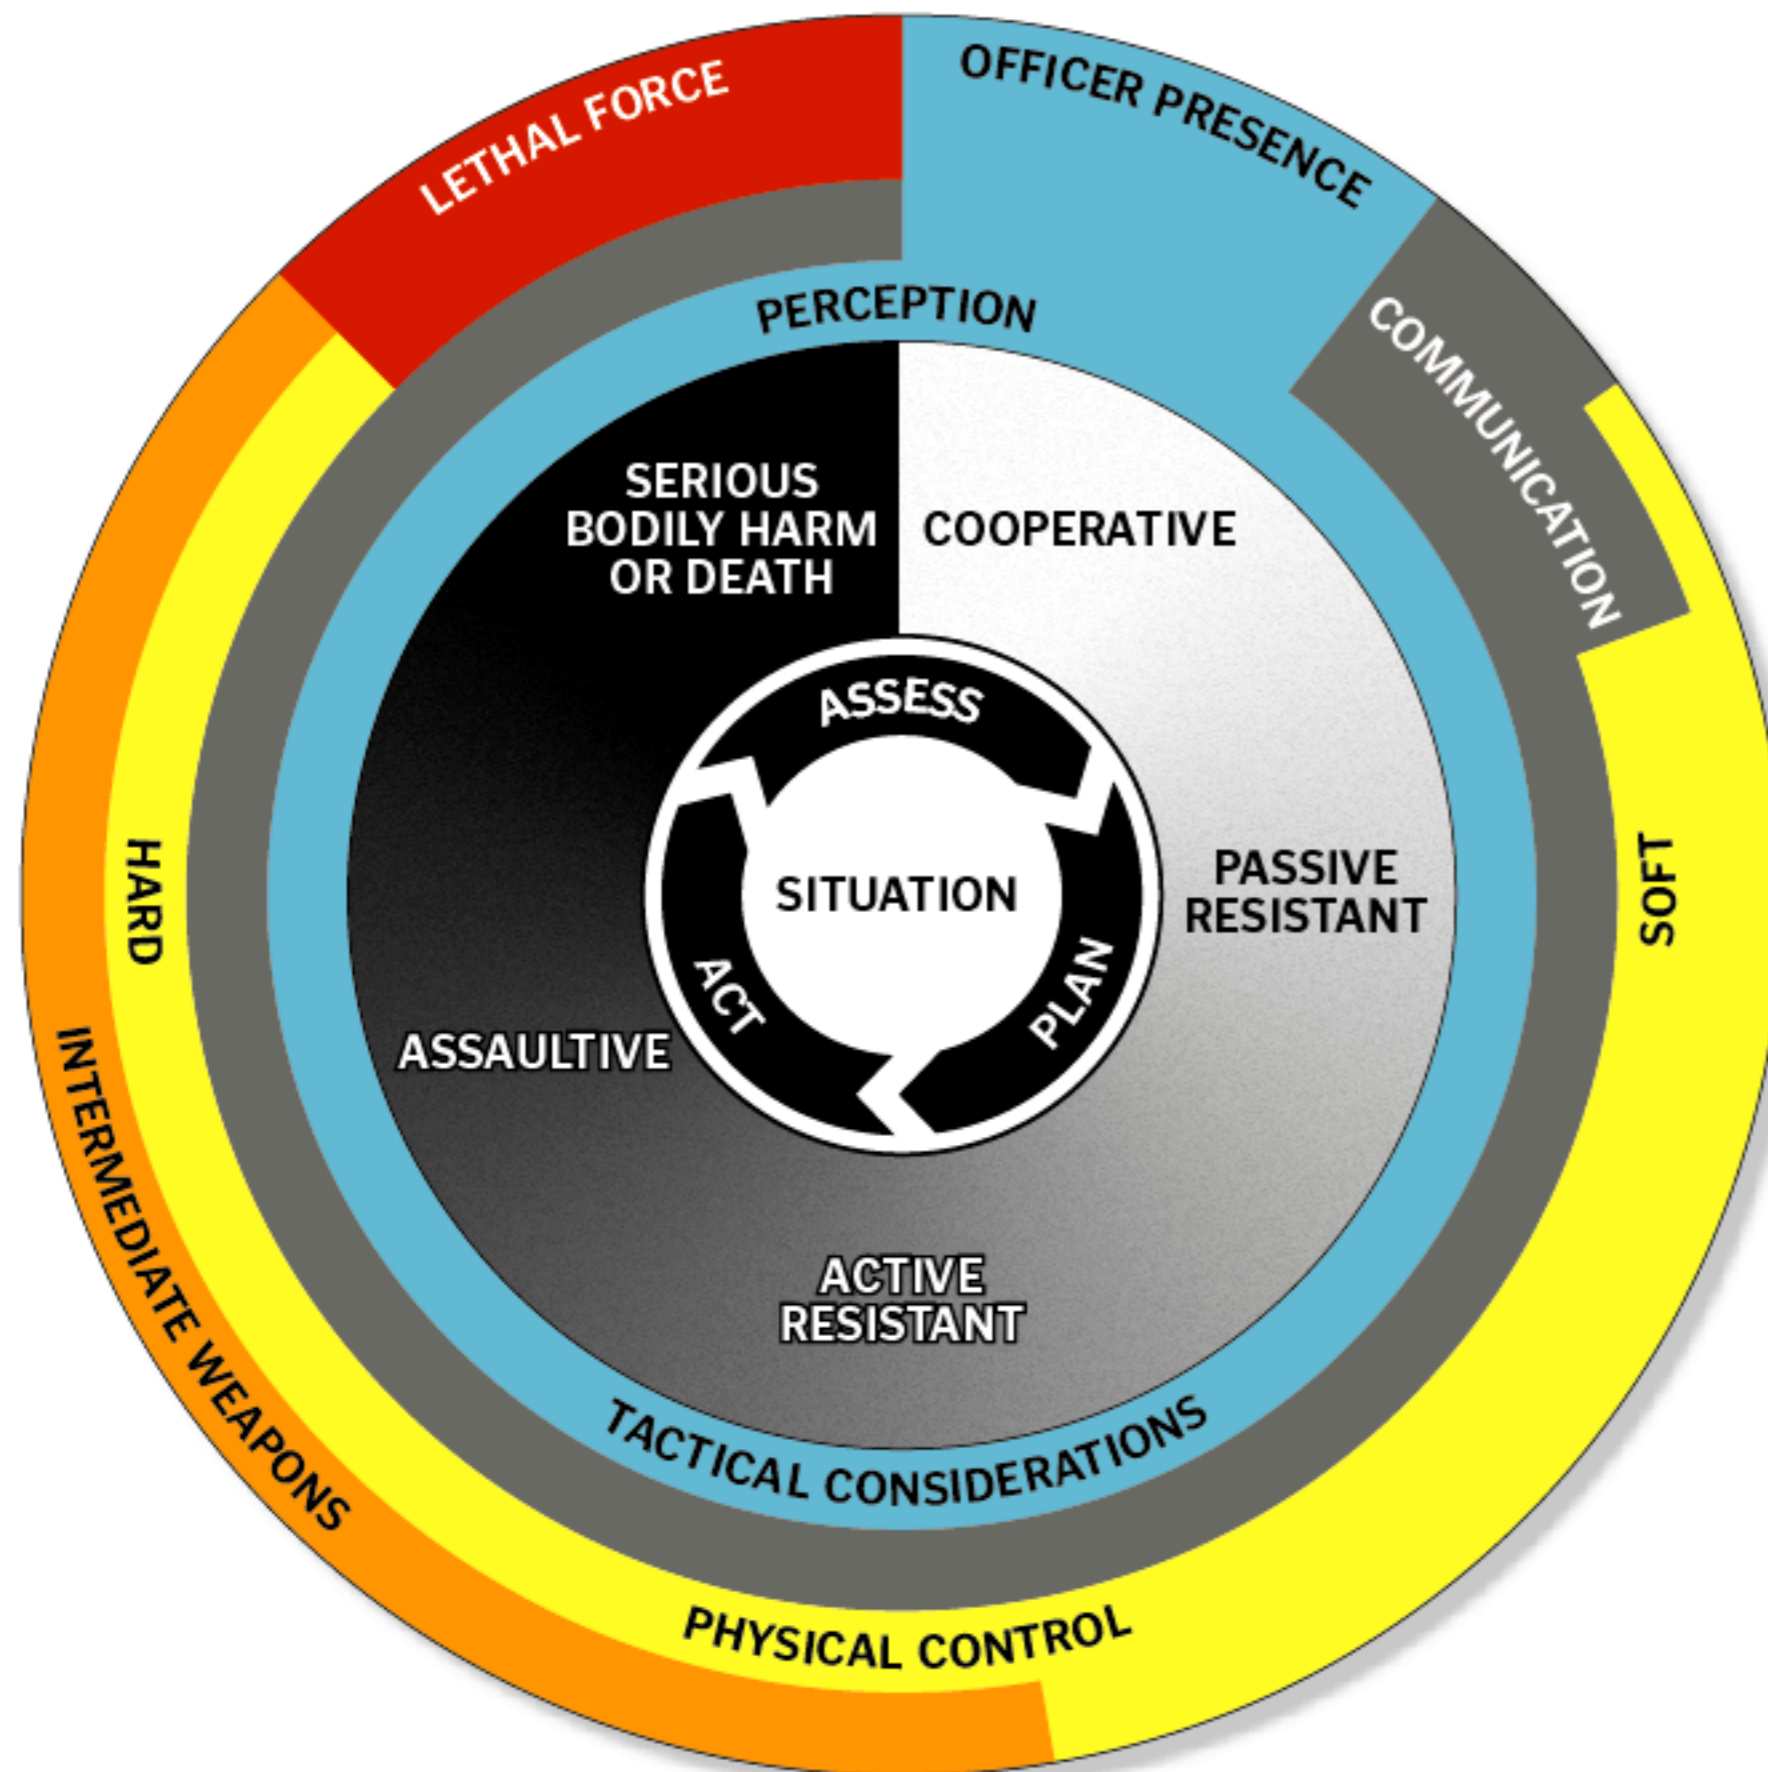 LETHAL FORCE
OFFICER PRESENCE
COMMUNICATION
PERCEPTION
SERIOUS
BODILY HARM
OR DEATH
COOPERATIVE
ASSESS
SITUATION
PLAN
ACT
PASSIVE
RESISTANT
ASSAULTIVE
ACTIVE
RESISTANT
HARD
SOFT
TACTICAL CONSIDERATIONS
INTERMEDIATE WEAPONS
PHYSICAL CONTROL